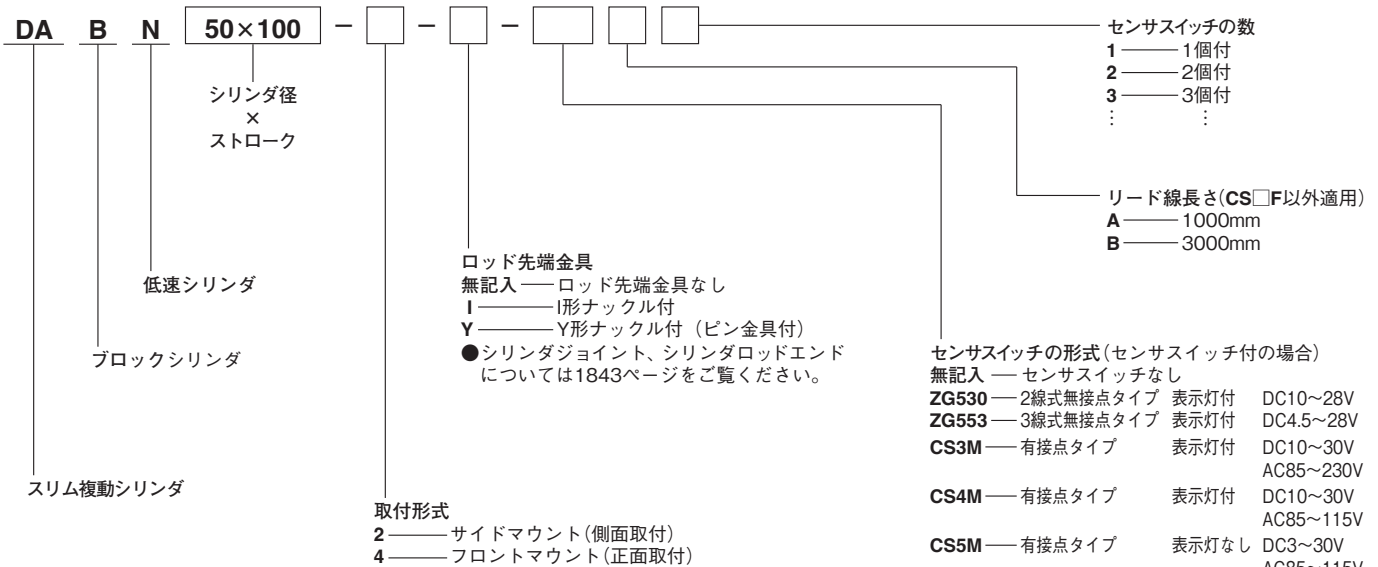 DA B N 50×100 − □ − □ − □ □ □
センサスイッチの数
1 —— 1個付
2 —— 2個付
3 —— 3個付
⋮ ⋮
シリンダ径
×
ストローク
リード線長さ(CS□F以外適用)
A —— 1000mm
B —— 3000mm
低速シリンダ
ロッド先端金具
無記入 —— ロッド先端金具なし
I —— I形ナックル付
Y —— Y形ナックル付（ピン金具付）
●シリンダジョイント、シリンダロッドエンド
については1843ページをご覧ください。
ブロックシリンダ
センサスイッチの形式(センサスイッチ付の場合)
無記入 —— センサスイッチなし
ZG530 —— 2線式無接点タイプ 表示灯付 DC10〜28V
ZG553 —— 3線式無接点タイプ 表示灯付 DC4.5〜28V
CS3M —— 有接点タイプ 表示灯付 DC10〜30V
AC85〜230V
CS4M —— 有接点タイプ 表示灯付 DC10〜30V
AC85〜115V
CS5M —— 有接点タイプ 表示灯なし DC3〜30V
AC85〜115V
スリム複動シリンダ
取付形式
2 —— サイドマウント(側面取付)
4 —— フロントマウント(正面取付)